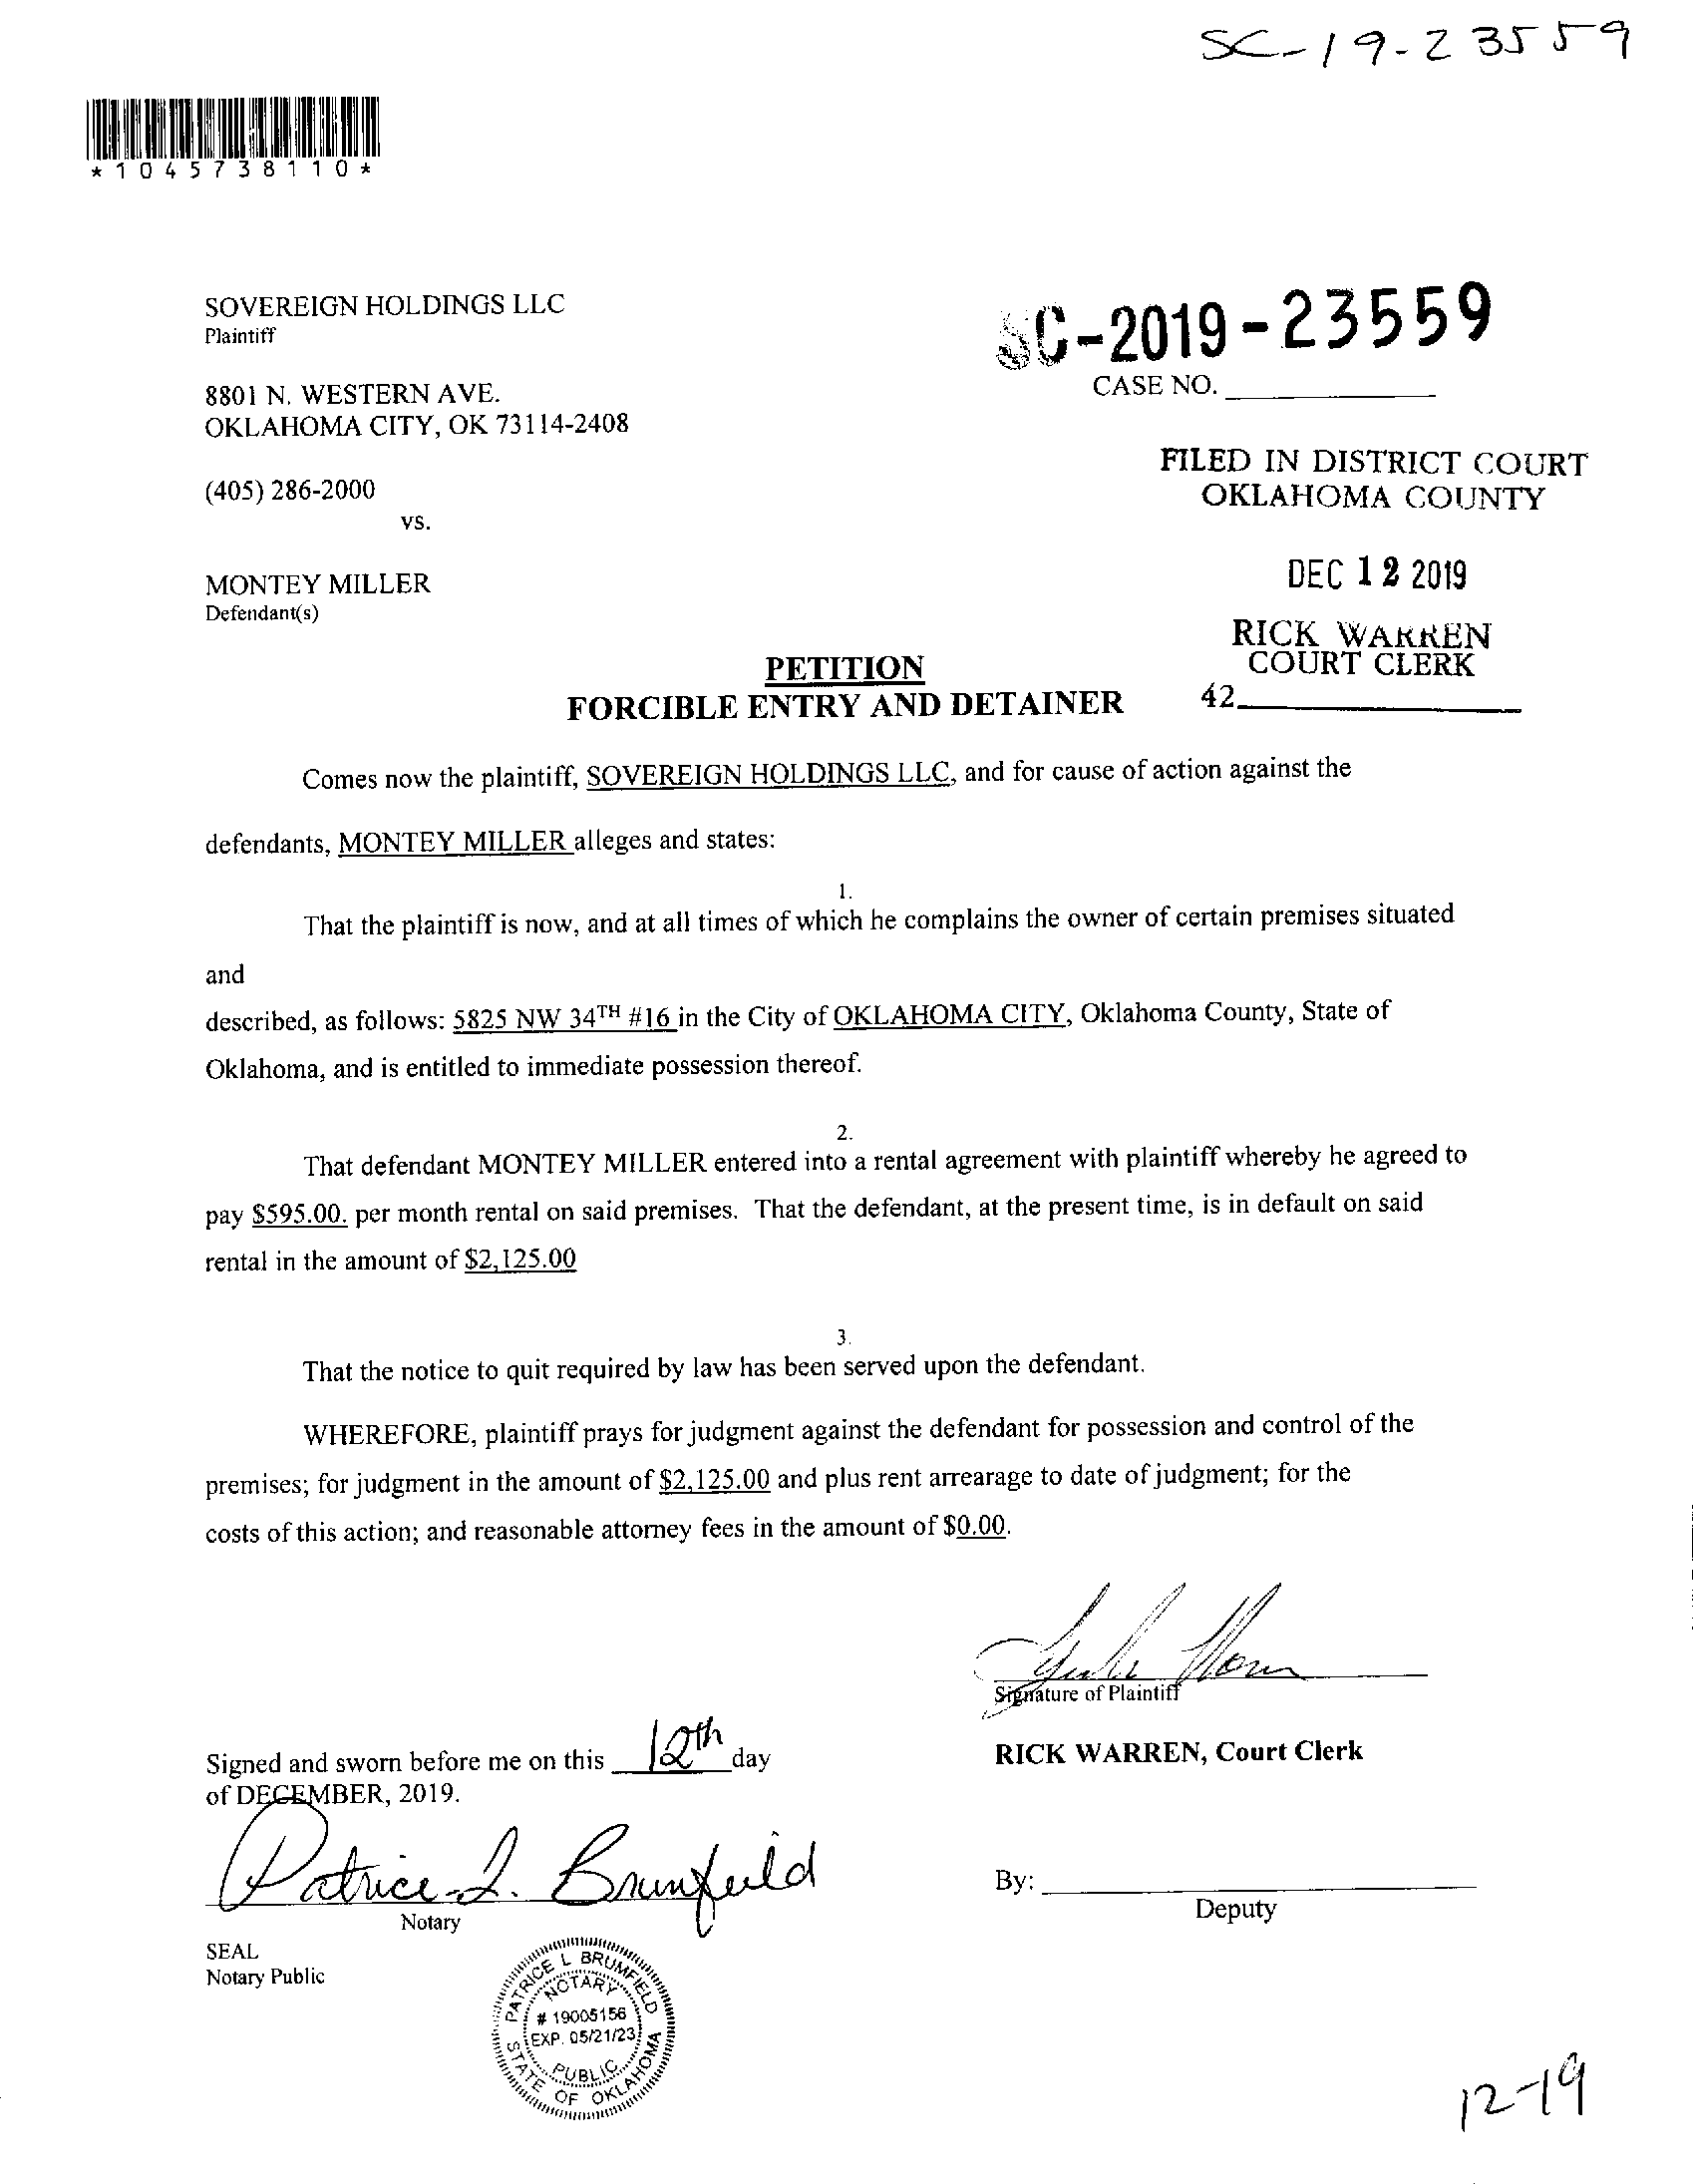 SC-19-23559
*1045738110*
SOVEREIGN HOLDINGS LLC
Plaintiff
SC-2019-23559
CASE NO.
8801 N. WESTERN AVE.
OKLAHOMA CITY, OK 73114-2408
FILED IN DISTRICT COURT
OKLAHOMA COUNTY
(405) 286-2000
vs.
DEC 12 2019
MONTEY MILLER
Defendant(s)
RICK WARREN
COURT CLERK
42
PETITION
FORCIBLE ENTRY AND DETAINER
Comes now the plaintiff, SOVEREIGN HOLDINGS LLC, and for cause of action against the
defendants, MONTEY MILLER alleges and states:
1.
That the plaintiff is now, and at all times of which he complains the owner of certain premises situated
and
described, as follows: 5825 NW 34TH #16 in the City of OKLAHOMA CITY, Oklahoma County, State of
Oklahoma, and is entitled to immediate possession thereof.
2.
That defendant MONTEY MILLER entered into a rental agreement with plaintiff whereby he agreed to
pay $595.00. per month rental on said premises. That the defendant, at the present time, is in default on said
rental in the amount of $2,125.00
3.
That the notice to quit required by law has been served upon the defendant.
WHEREFORE, plaintiff prays for judgment against the defendant for possession and control of the
premises; for judgment in the amount of $2,125.00 and plus rent arrearage to date of judgment; for the
costs of this action; and reasonable attorney fees in the amount of $0.00.
Signature of Plaintiff
Signed and sworn before me on this 12th day
of DECEMBER, 2019.
RICK WARREN, Court Clerk
Patrice L. Brumfield
Notary
By:
Deputy
SEAL
Notary Public
PATRICE L BRUMFIELD
NOTARY
# 19005156
EXP. 05/21/23
PUBLIC
STATE OF OKLAHOMA
12-19